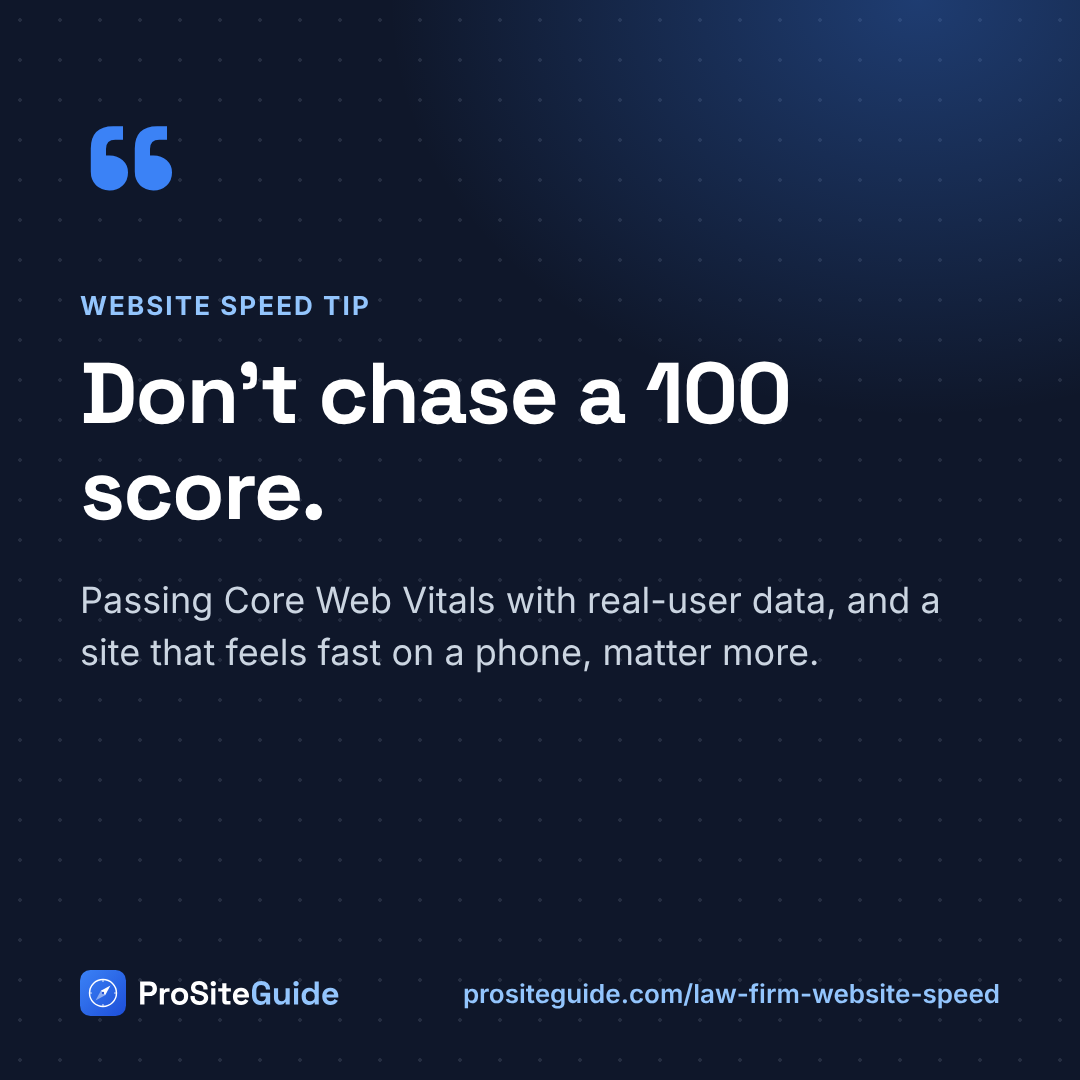 “
WEBSITE SPEED TIP
Don’t chase a 100
score.
Passing Core Web Vitals with real-user data, and a
site that feels fast on a phone, matter more.
ProSiteGuide
prositeguide.com/law-firm-website-speed